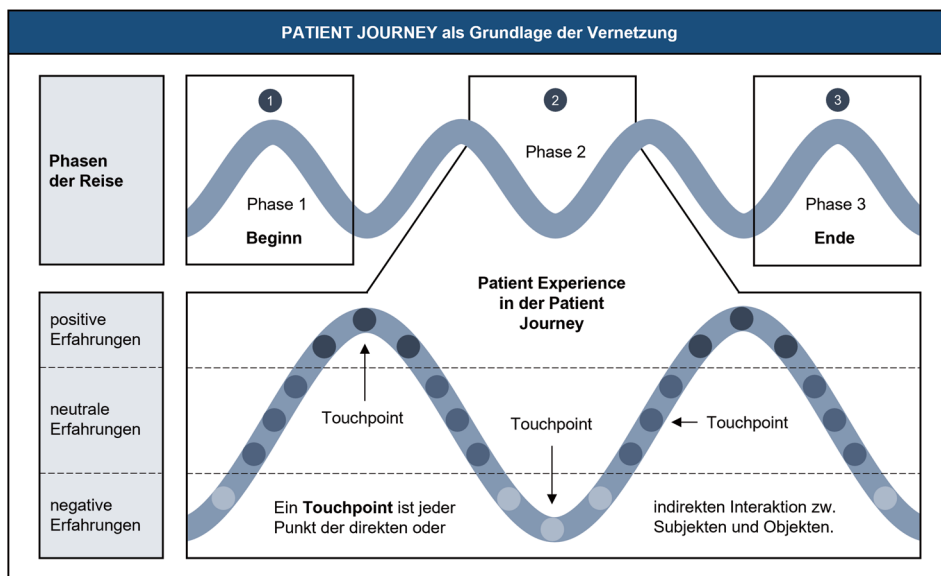 PATIENT JOURNEY als Grundlage der Vernetzung
Phasen
der Reise
1
Phase 1
Beginn
2
Phase 2
3
Phase 3
Ende
Patient Experience
in der Patient
Journey
positive
Erfahrungen
neutrale
Erfahrungen
negative
Erfahrungen
Touchpoint
Touchpoint
Touchpoint
Ein Touchpoint ist jeder
Punkt der direkten oder
indirekten Interaktion zw.
Subjekten und Objekten.